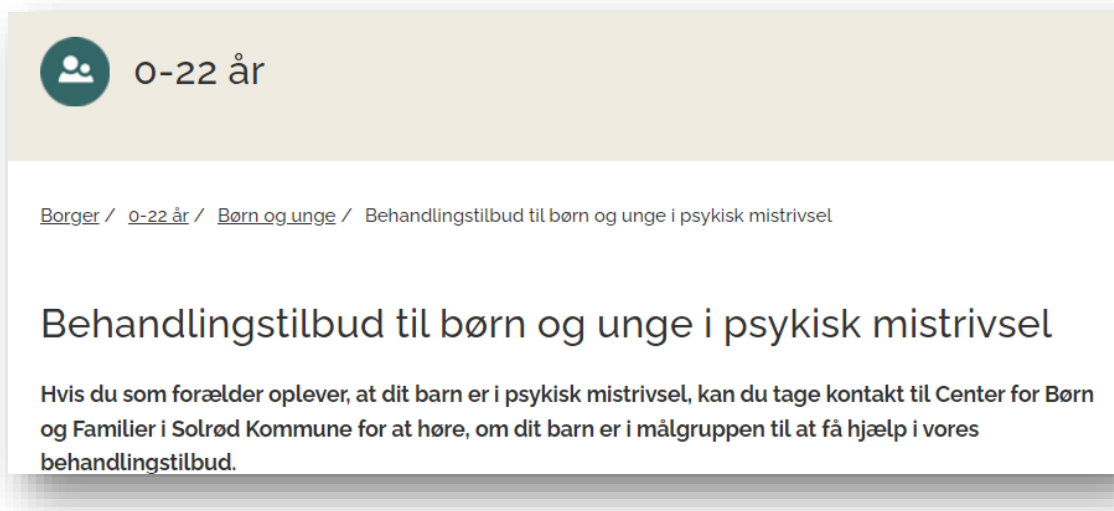 0-22 år
Borger / 0-22 år / Børn og unge / Behandlingstilbud til børn og unge i psykisk mistrivsel
Behandlingstilbud til børn og unge i psykisk mistrivsel
Hvis du som forælder oplever, at dit barn er i psykisk mistrivsel, kan du tage kontakt til Center for Børn
og Familier i Solrød Kommune for at høre, om dit barn er i målgruppen til at få hjælp i vores
behandlingstilbud.